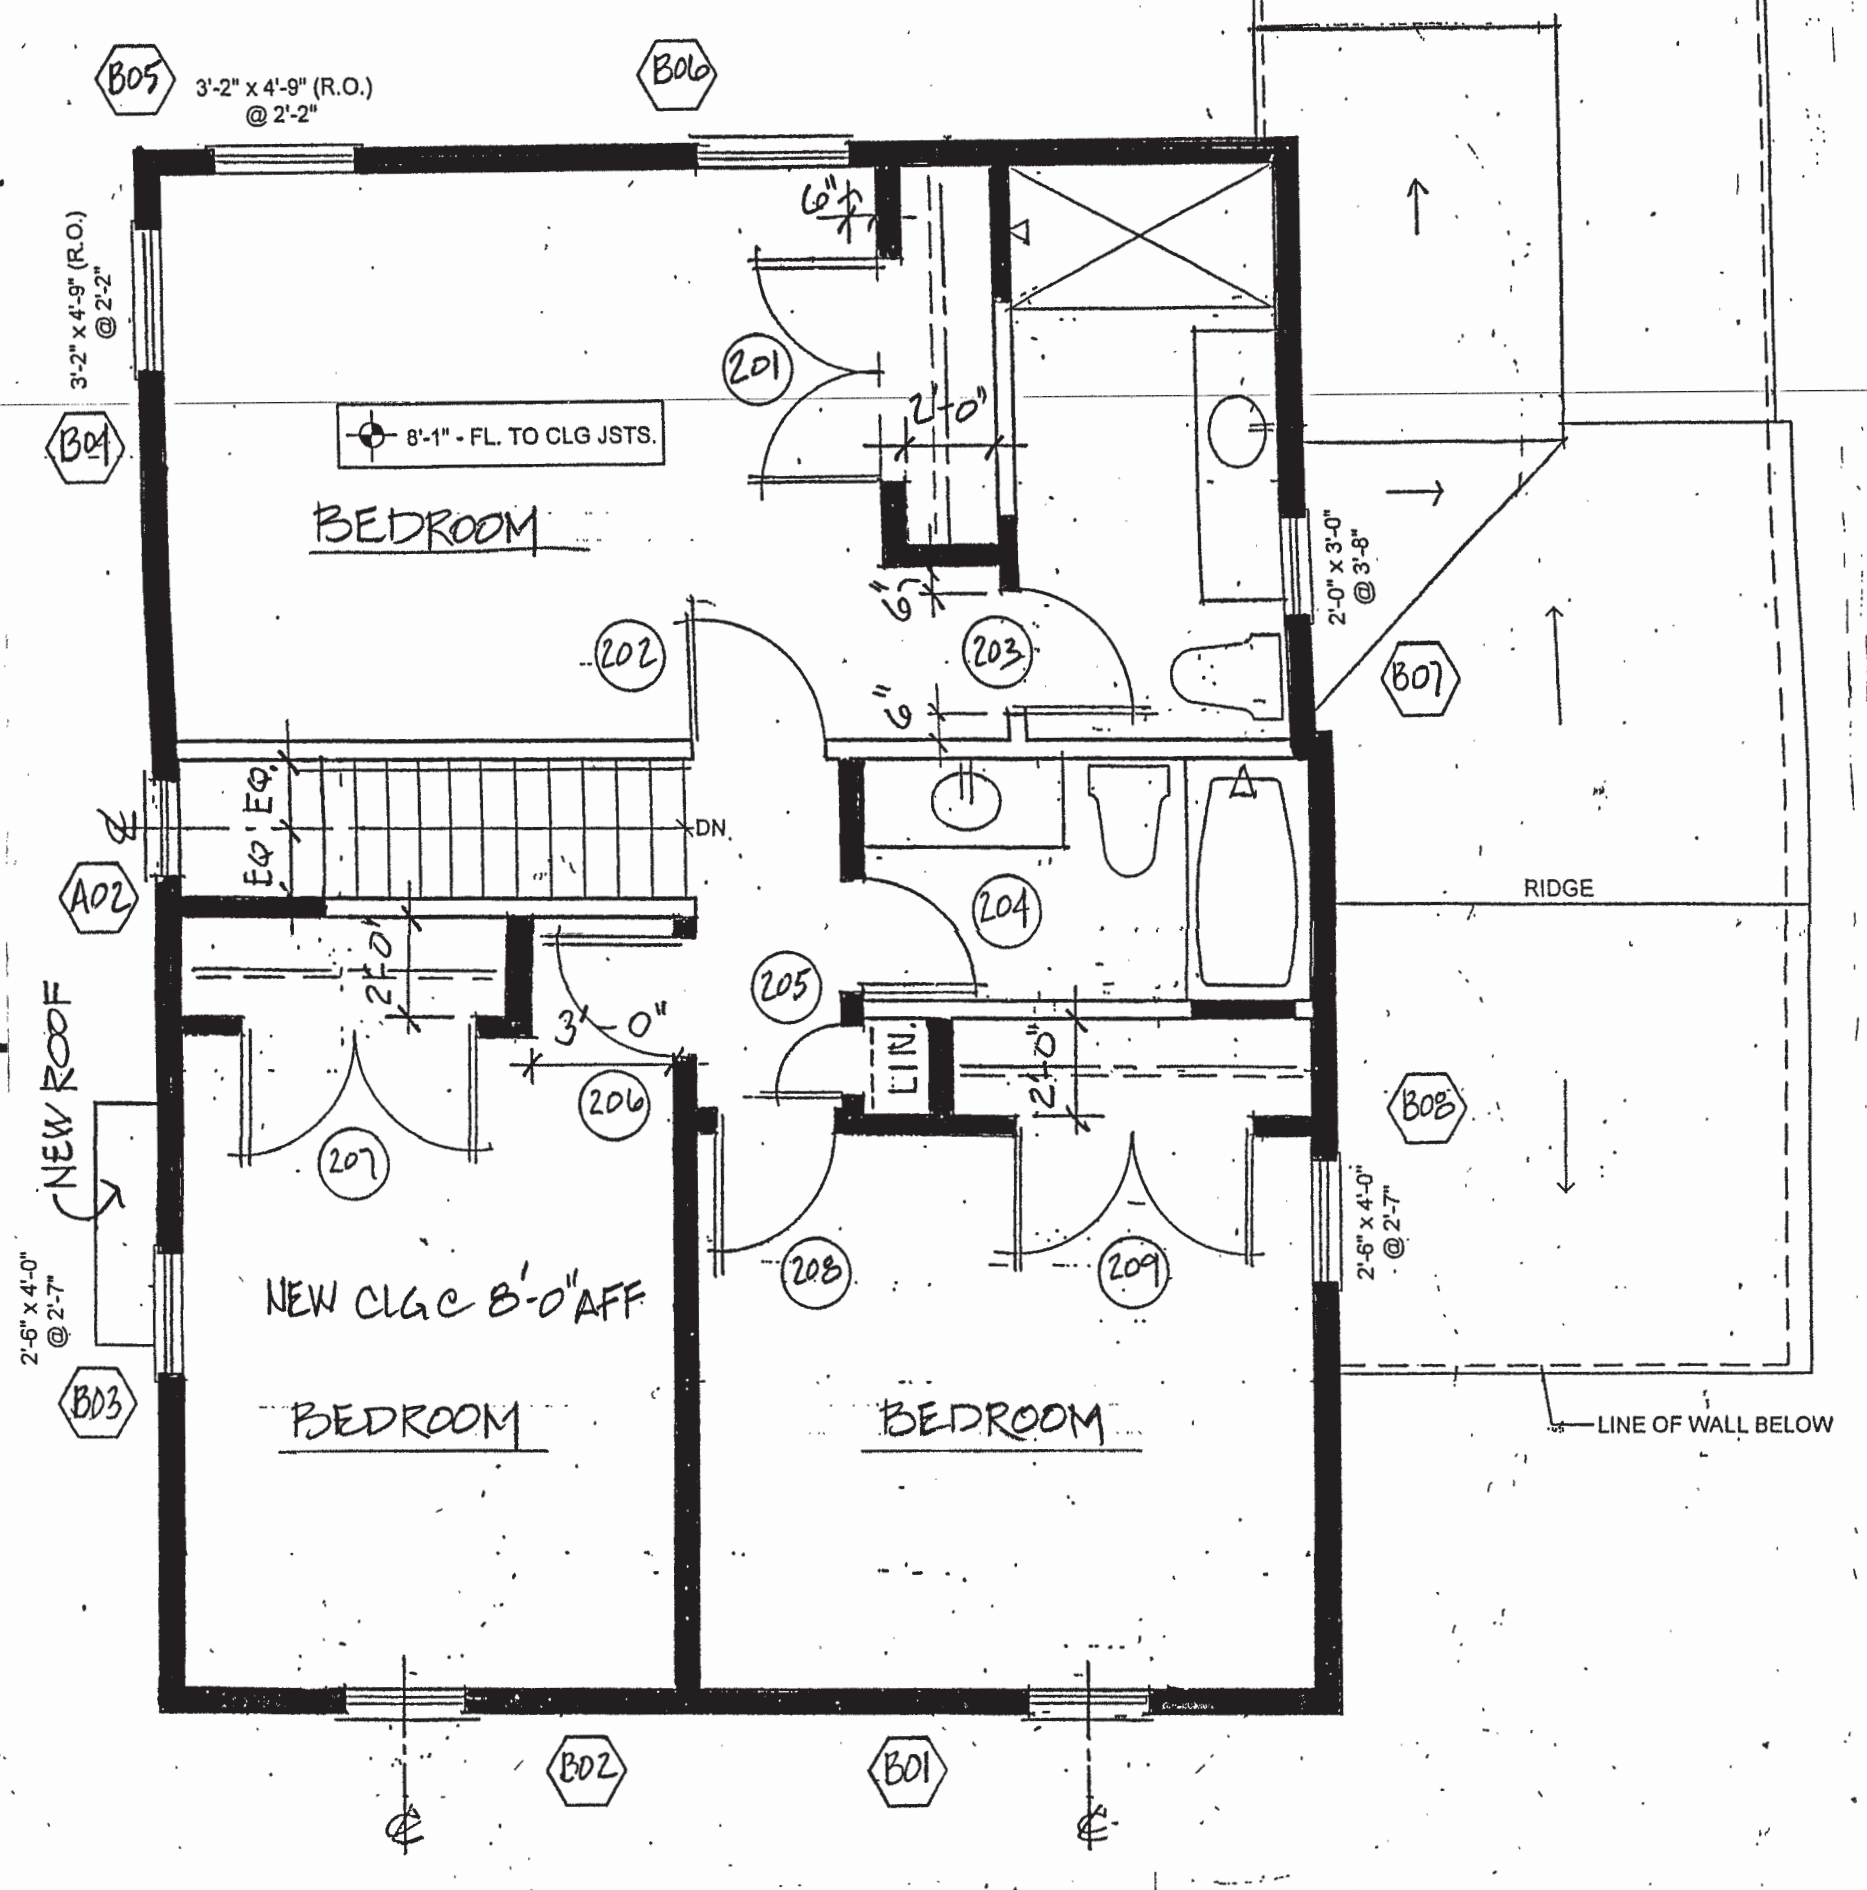 B05
3'-2" x 4'-9" (R.O.)
@ 2'-2"
B06
6"
3'-2" x 4'-9" (R.O.)
@ 2'-2"
201
2'-0"
B04
8'-1" - FL. TO CLG JSTS.
BEDROOM
2'-0" x 3'-0"
@ 3'-8"
6"
202
203
B07
6"
EQ. EQ.
DN.
A02
RIDGE
204
2'-0"
205
3'-0"
NEW ROOF
LIN.
2'-0"
206
B08
207
2'-6" x 4'-0"
@ 2'-7"
208
209
2'-6" x 4'-0"
@ 2'-7"
NEW CLG C 8'-0" AFF
B03
BEDROOM
BEDROOM
LINE OF WALL BELOW
B02
B01